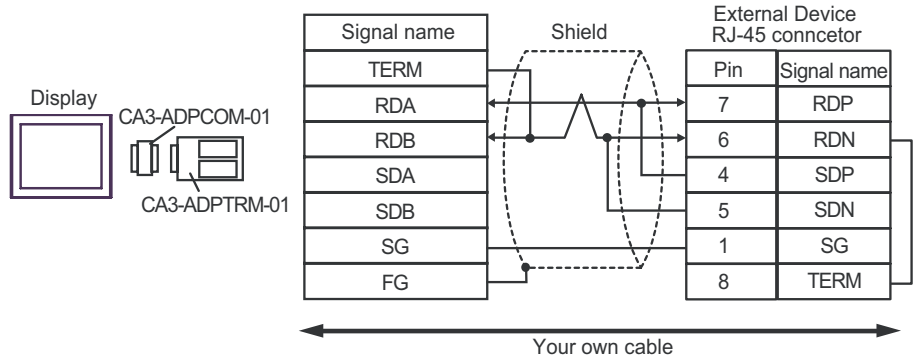 Display
CA3-ADPCOM-01
CA3-ADPTRM-01
Signal name
TERM
RDA
RDB
SDA
SDB
SG
FG
Shield
External Device
RJ-45 conncetor
Pin Signal name
7 RDP
6 RDN
4 SDP
5 SDN
1 SG
8 TERM
Your own cable